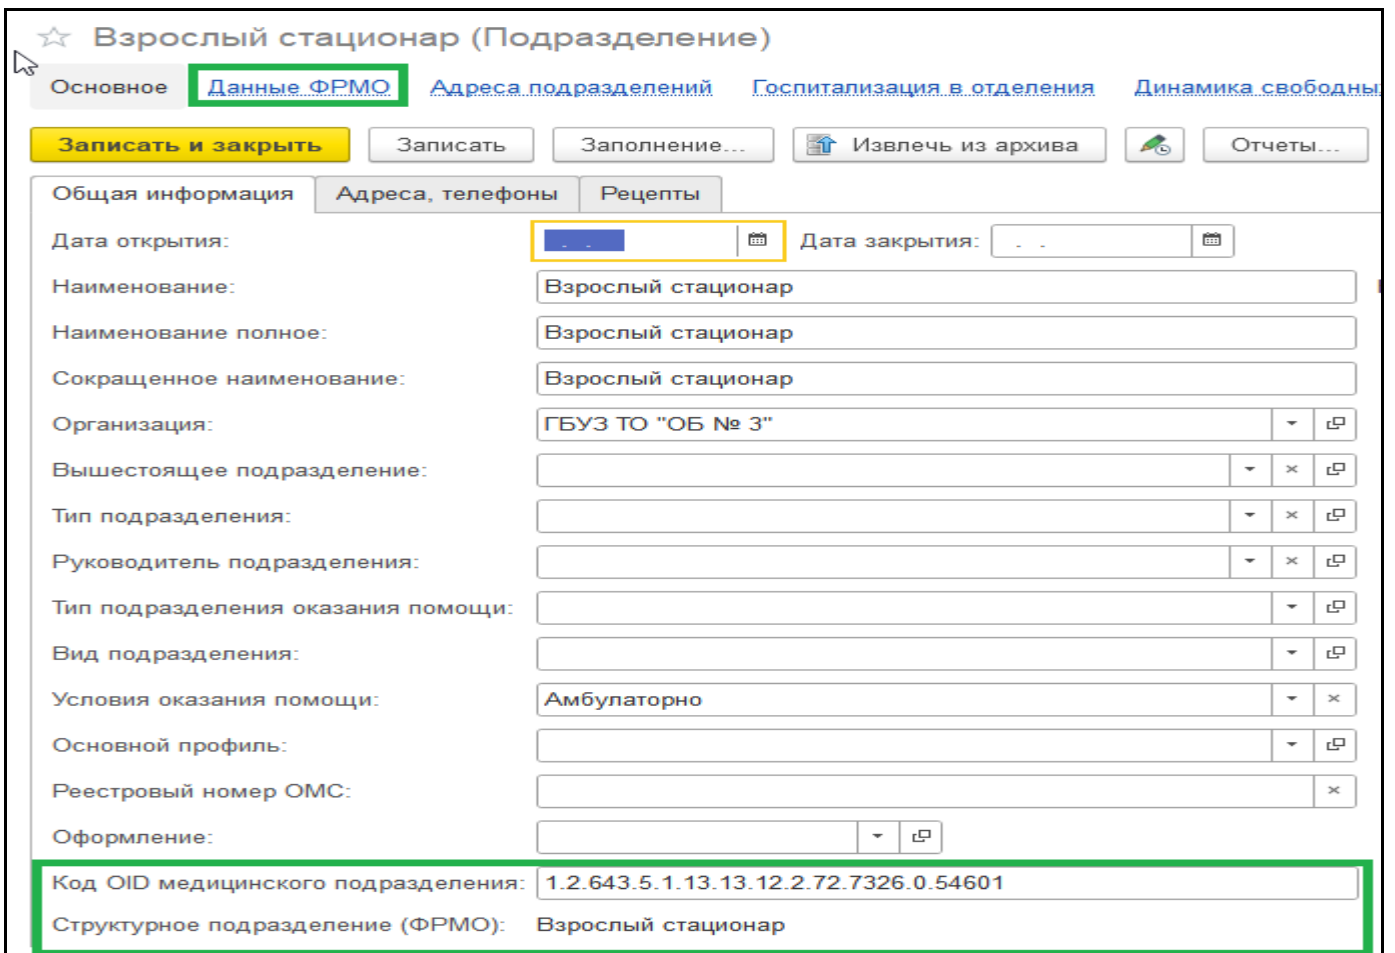 Взрослый стационар (Подразделение)
Основное Данные ФРМО Адреса подразделений Госпитализация в отделения Динамика свободны
Записать и закрыть Записать Заполнение... Извлечь из архива Отчеты...
Общая информация Адреса, телефоны Рецепты
Дата открытия: . . Дата закрытия: . .
Наименование: Взрослый стационар
Наименование полное: Взрослый стационар
Сокращенное наименование: Взрослый стационар
Организация: ГБУЗ ТО "ОБ № 3"
Вышестоящее подразделение:
Тип подразделения:
Руководитель подразделения:
Тип подразделения оказания помощи:
Вид подразделения:
Условия оказания помощи: Амбулаторно
Основной профиль:
Реестровый номер ОМС:
Оформление:
Код OID медицинского подразделения: 1.2.643.5.1.13.13.12.2.72.7326.0.54601
Структурное подразделение (ФРМО): Взрослый стационар